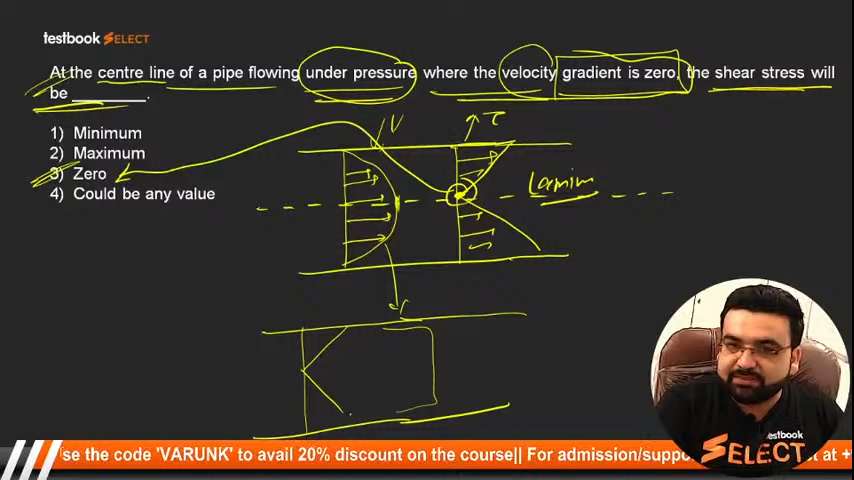 testbook SELECT
At the centre line of a pipe flowing under pressure where the velocity gradient is zero, the shear stress will
be _________.
1) Minimum
2) Maximum
3) Zero
4) Could be any value
V
τ
testbook
SELECT
se the code 'VARUNK' to avail 20% discount on the course|| For admission/suppo at +